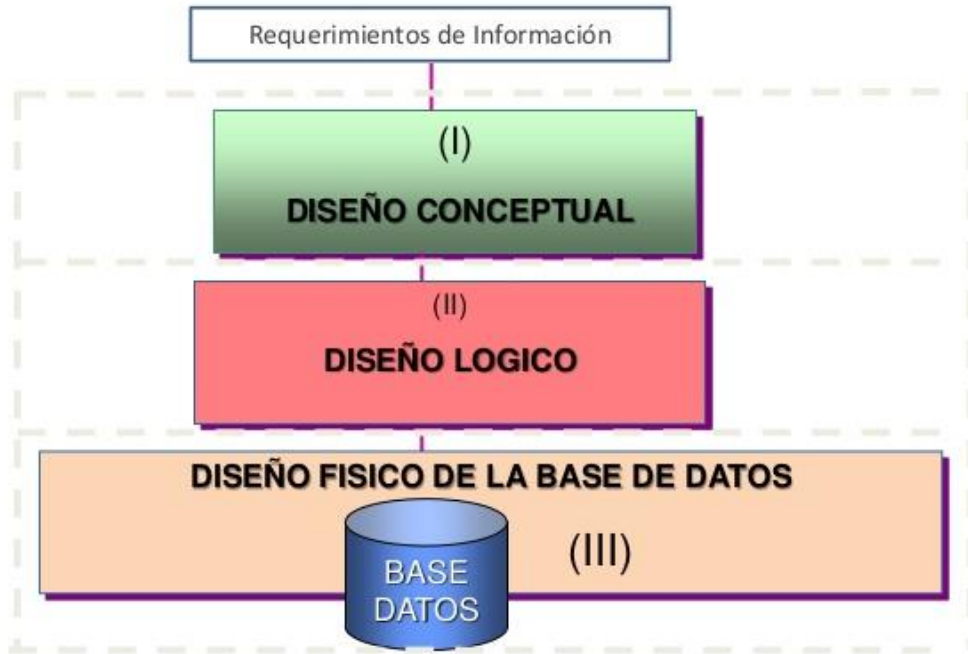 Requerimientos de Información
(I)
DISEÑO CONCEPTUAL
(II)
DISEÑO LOGICO
DISEÑO FISICO DE LA BASE DE DATOS
(III)
BASE
DATOS